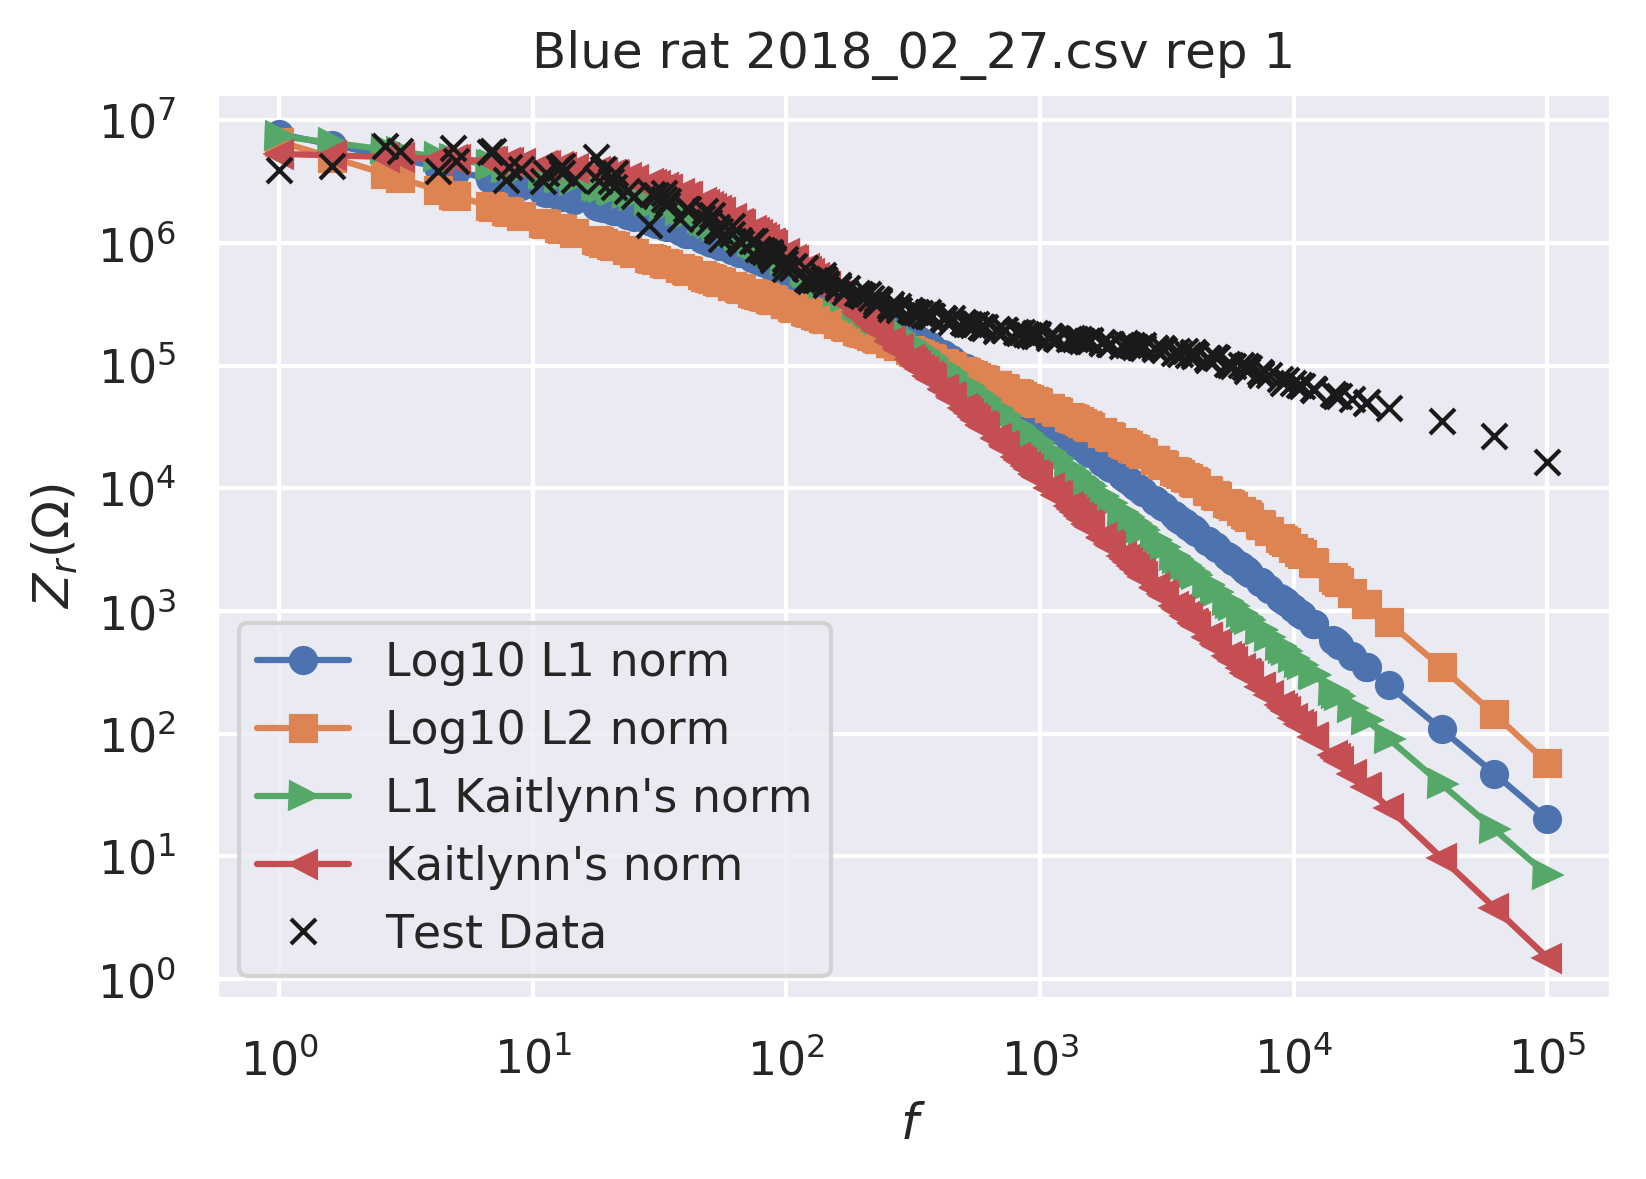 Blue rat 2018_02_27.csv rep 1
10⁷
10⁶
10⁵
10⁴
10³
10²
10¹
10⁰
Zᵣ(Ω)
Log10 L1 norm
Log10 L2 norm
L1 Kaitlynn's norm
Kaitlynn's norm
Test Data
10⁰ 10¹ 10² 10³ 10⁴ 10⁵
f